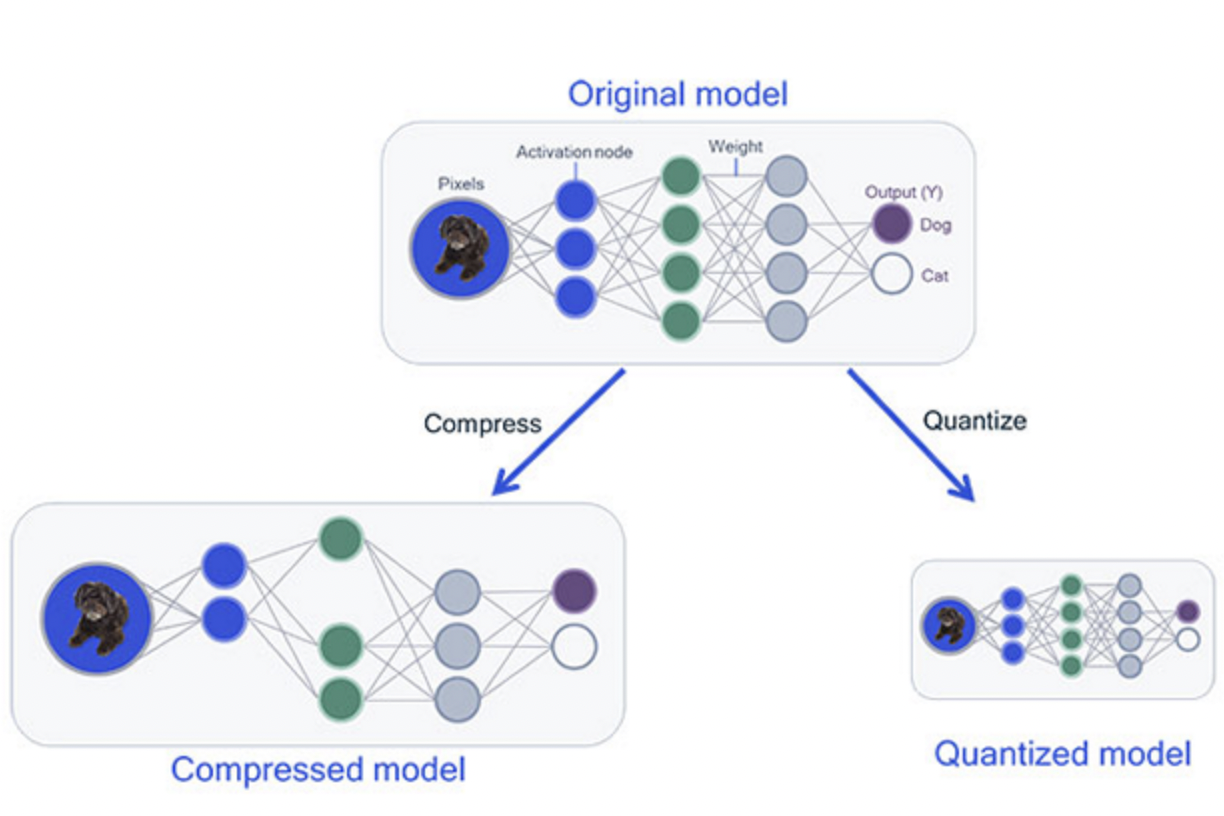 Original model
Activation node
Weight
Pixels
Output (Y)
Dog
Cat
Compress
Quantize
Compressed model
Quantized model